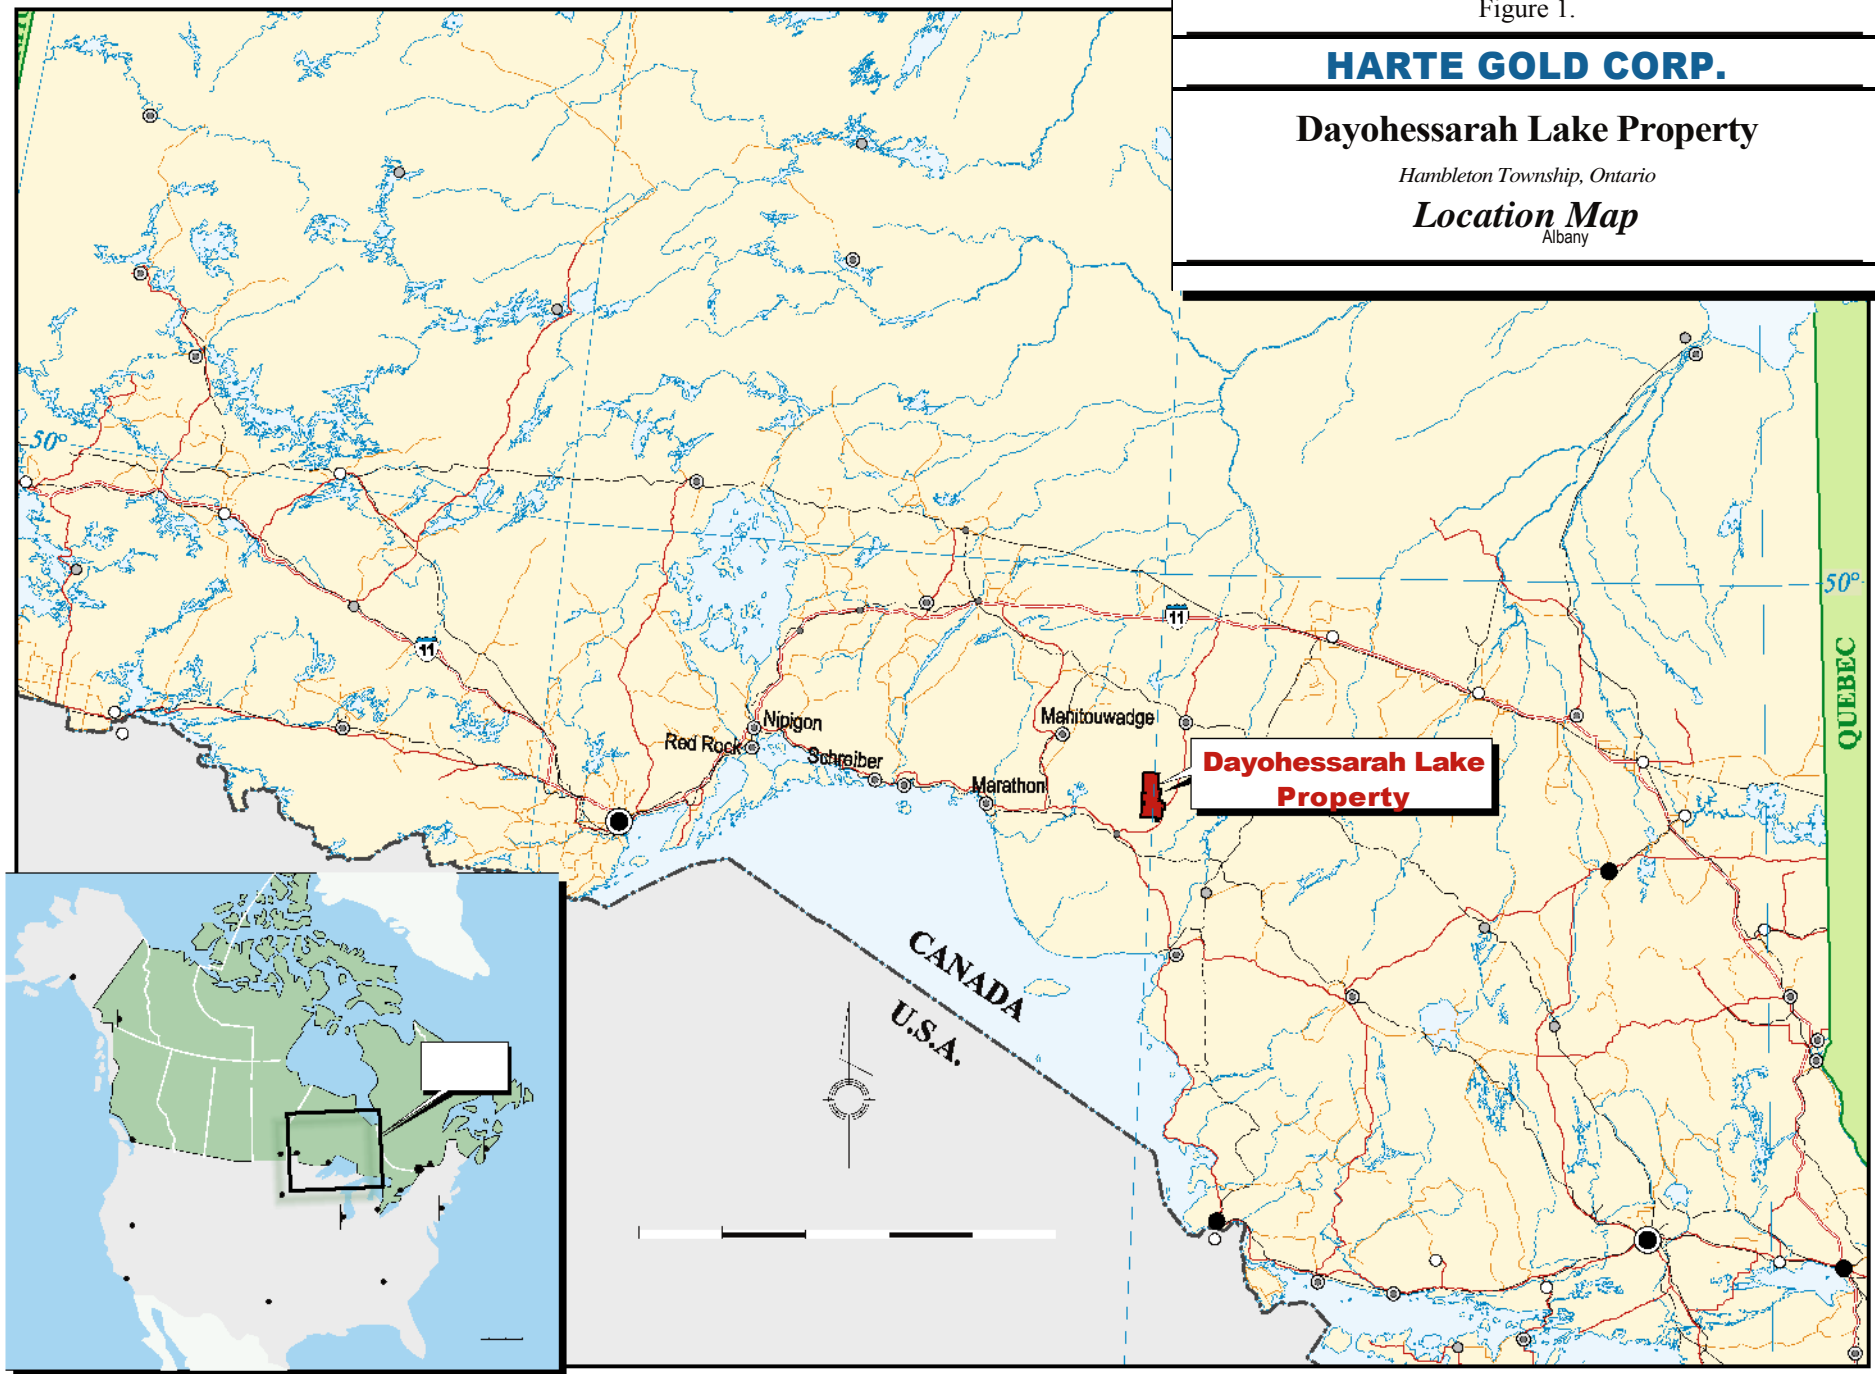 Figure 1.
HARTE GOLD CORP.
Dayohessarah Lake Property
Hambleton Township, Ontario
Location Map
Albany
50°
50°
11
11
QUEBEC
Nipigon
Red Rock
Schreiber
Manitouwadge
Marathon
Dayohessarah Lake
Property
CANADA
U.S.A.